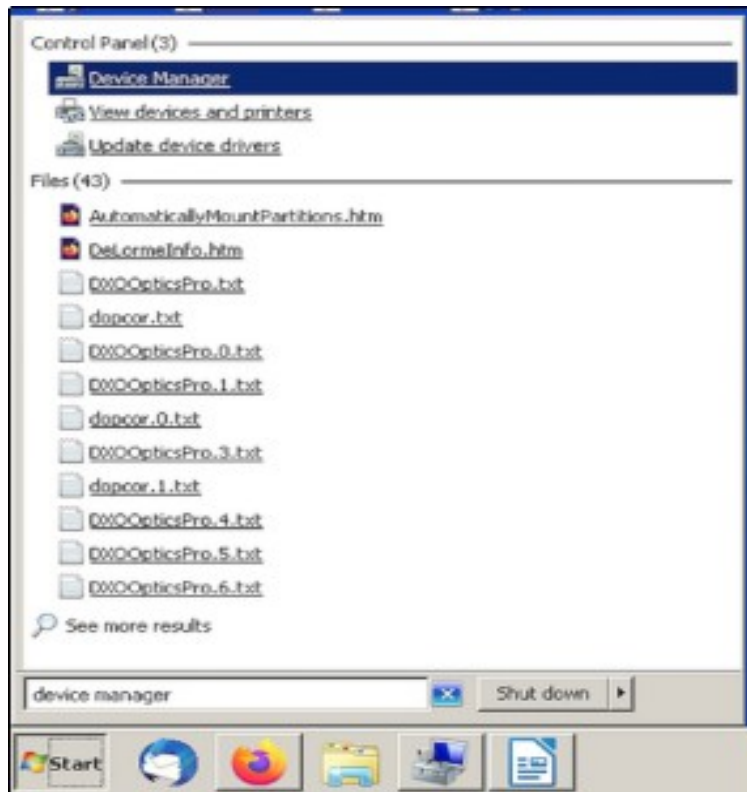 Control Panel (3)
Device Manager
View devices and printers
Update device drivers
Files (43)
AutomaticallyMountPartitions.htm
DeLormeInfo.htm
DXOOpticsPro.txt
dopcor.txt
DXOOpticsPro.0.txt
DXOOpticsPro.1.txt
dopcor.0.txt
DXOOpticsPro.3.txt
dopcor.1.txt
DXOOpticsPro.4.txt
DXOOpticsPro.5.txt
DXOOpticsPro.6.txt
See more results
device manager
Shut down
Start